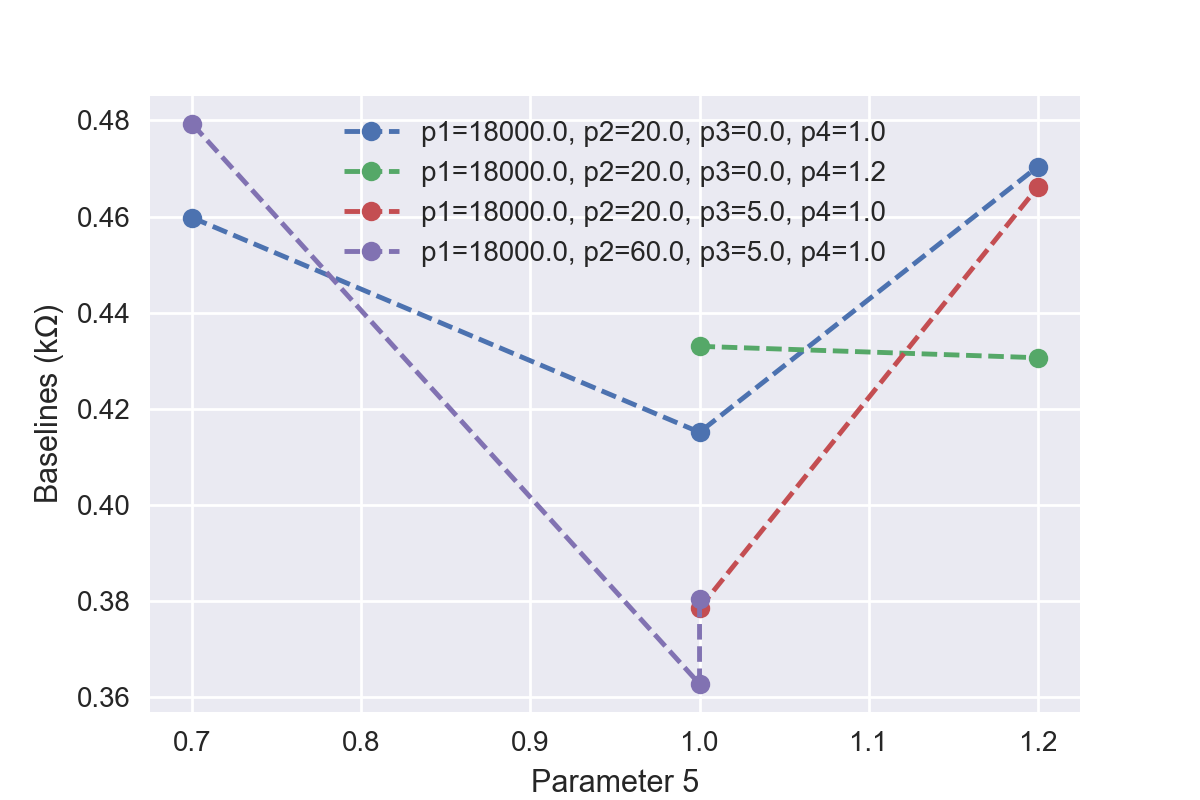 0.48
0.46
0.44
0.42
0.40
0.38
0.36
Baselines (kΩ)
p1=18000.0, p2=20.0, p3=0.0, p4=1.0
p1=18000.0, p2=20.0, p3=0.0, p4=1.2
p1=18000.0, p2=20.0, p3=5.0, p4=1.0
p1=18000.0, p2=60.0, p3=5.0, p4=1.0
0.7 0.8 0.9 1.0 1.1 1.2
Parameter 5